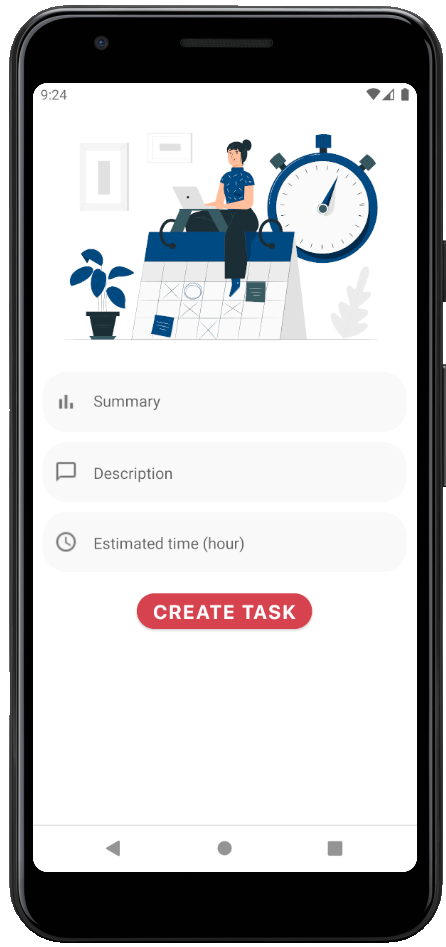 9:24
Summary
Description
Estimated time (hour)
CREATE TASK